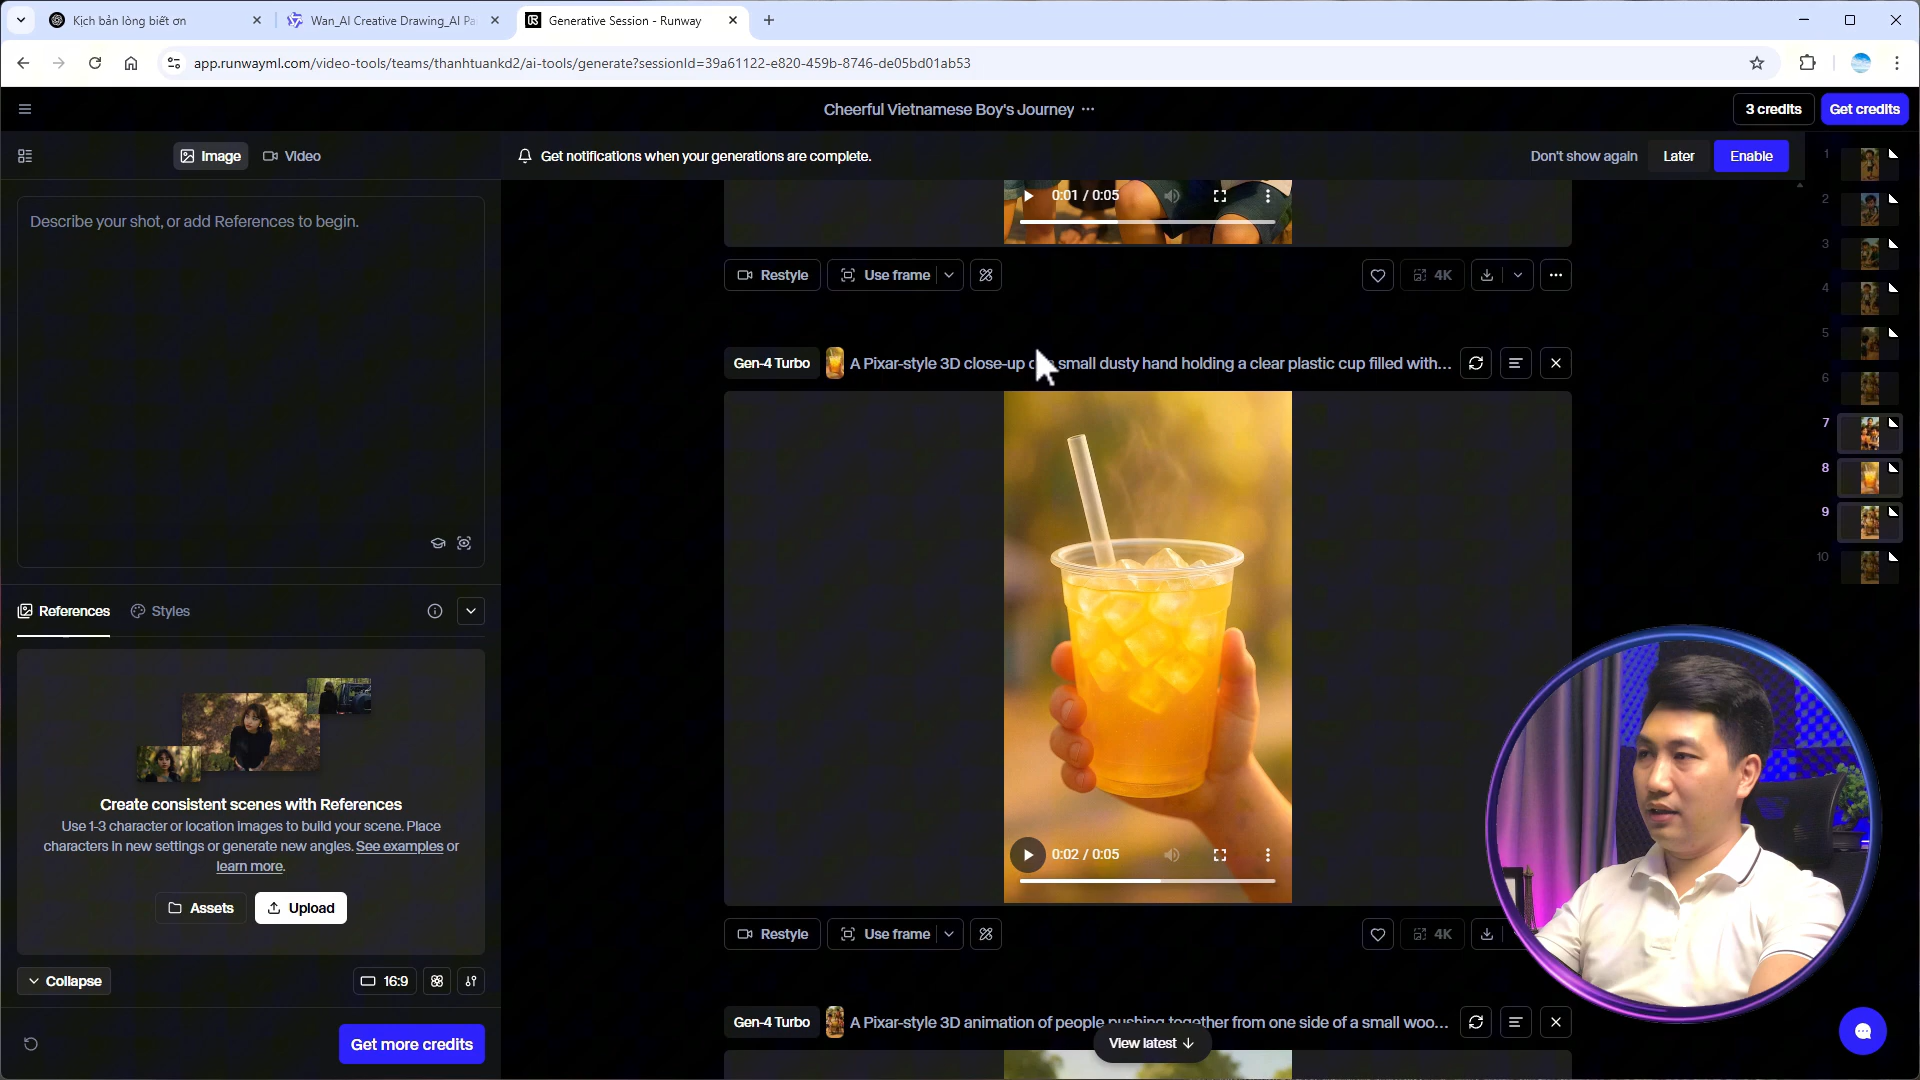 Kịch bản lòng biết ơn
Wan_AI Creative Drawing_AI Pa
Generative Session - Runway
app.runwayml.com/video-tools/teams/thanhtuankd2/ai-tools/generate?sessionId=39a61122-e820-459b-8746-de05bd01ab53
Cheerful Vietnamese Boy's Journey
3 credits
Get credits
Image
Video
Get notifications when your generations are complete.
Don't show again
Later
Enable
Describe your shot, or add References to begin.
0:01 / 0:05
Restyle
Use frame
4K
Gen-4 Turbo
A Pixar-style 3D close-up of a small dusty hand holding a clear plastic cup filled with...
0:02 / 0:05
Restyle
Use frame
4K
Gen-4 Turbo
A Pixar-style 3D animation of people pushing together from one side of a small woo...
View latest
References
Styles
Create consistent scenes with References
Use 1-3 character or location images to build your scene. Place
characters in new settings or generate new angles. See examples or
learn more.
Assets
Upload
Collapse
16:9
Get more credits
1
2
3
4
5
6
7
8
9
10